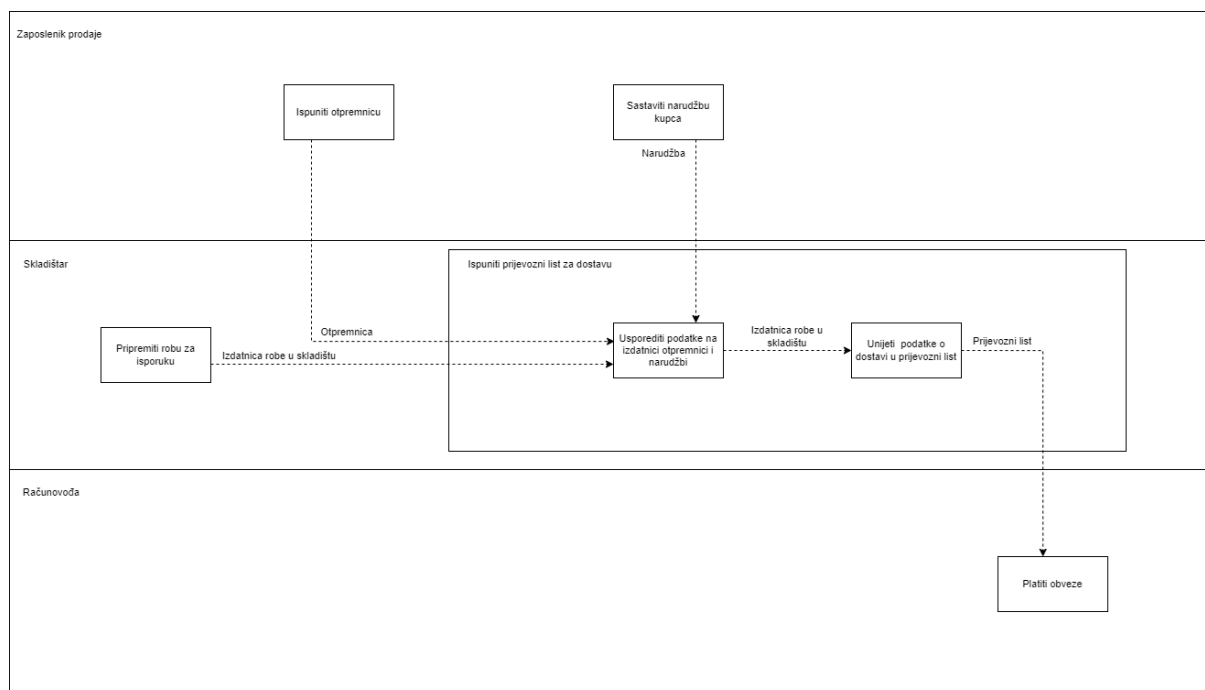 Zaposlenik prodaje
Ispuniti otpremnicu
Sastaviti narudžbu
kupca
Narudžba
Skladištar
Ispuniti prijevozni list za dostavu
Pripremiti robu za
isporuku
Otpremnica
Izdatnica robe u skladištu
Usporediti podatke na
izdatnici otpremnici i
narudžbi
Izdatnica robe u
skladištu
Unijeti podatke o
dostavi u prijevozni list
Prijevozni list
Računovođa
Platiti obveze